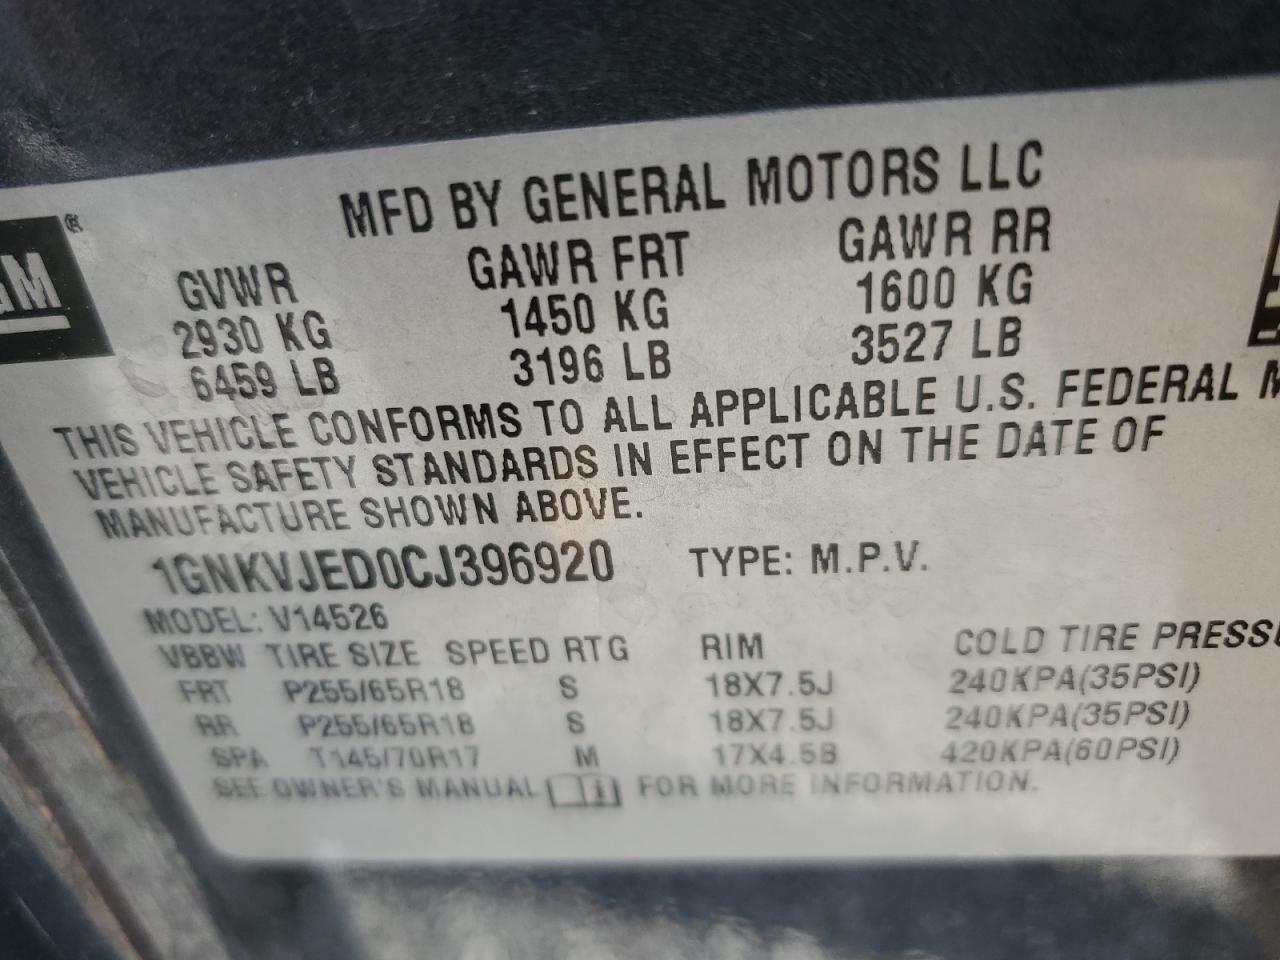 MFD BY GENERAL MOTORS LLC
GM ®
GVWR GAWR FRT GAWR RR
2930 KG 1450 KG 1600 KG
6459 LB 3196 LB 3527 LB
THIS VEHICLE CONFORMS TO ALL APPLICABLE U.S. FEDERAL M
VEHICLE SAFETY STANDARDS IN EFFECT ON THE DATE OF
MANUFACTURE SHOWN ABOVE.
1GNKVJED0CJ396920 TYPE: M.P.V.
MODEL: V14526
VBBW TIRE SIZE SPEED RTG RIM COLD TIRE PRESSU
FRT P255/65R18 S 18X7.5J 240KPA(35PSI)
RR P255/65R18 S 18X7.5J 240KPA(35PSI)
SPA T145/70R17 M 17X4.5B 420KPA(60PSI)
SEE OWNER'S MANUAL i FOR MORE INFORMATION.